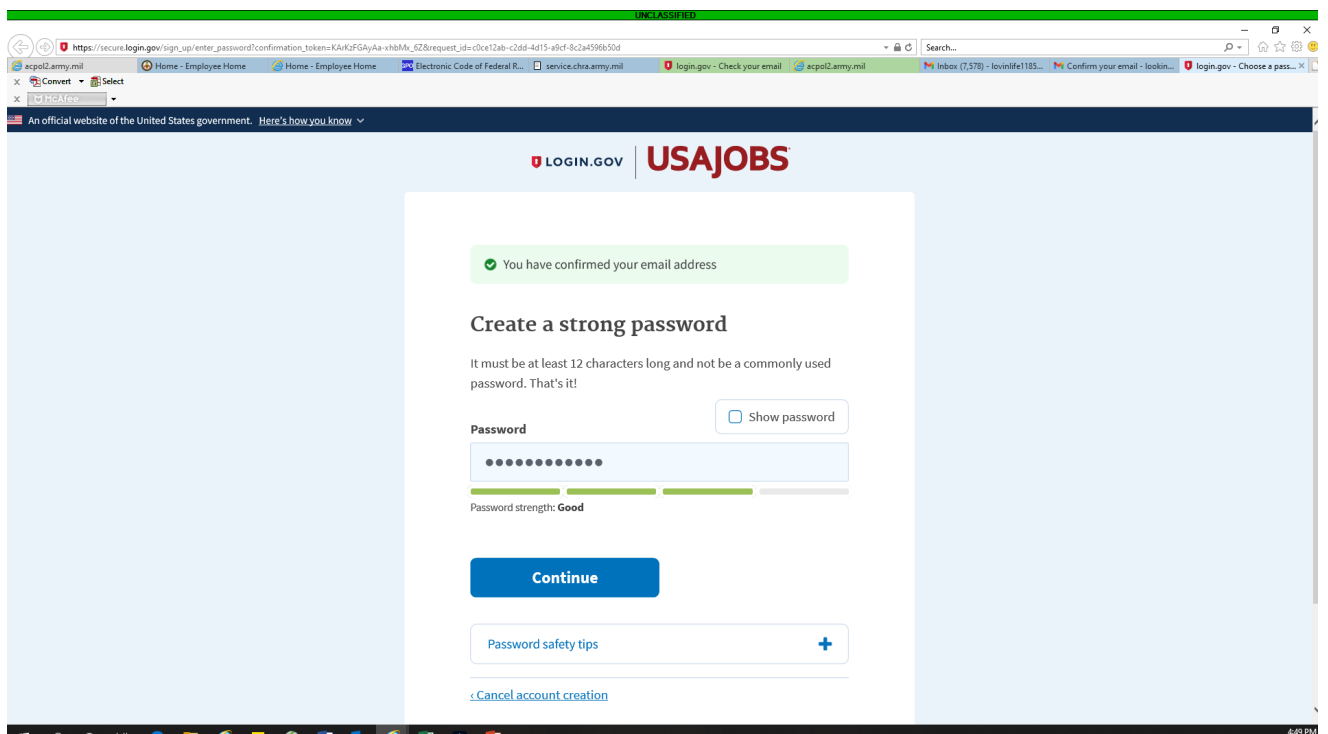 UNCLASSIFIED
https://secure.login.gov/sign_up/enter_password?confirmation_token=KArKzFGAyAa-xhbMx_6Z&request_id=c0ce12ab-c2dd-4d15-a9cf-8c2a4596b50d
Search...
acpol2.army.mil
Home - Employee Home
Home - Employee Home
Electronic Code of Federal R...
service.chra.army.mil
login.gov - Check your email
acpol2.army.mil
Inbox (7,578) - lovinlife1185...
Confirm your email - lookin...
login.gov - Choose a pass...
x Convert Select
x McAfee
An official website of the United States government. Here's how you know
LOGIN.GOV USAJOBS
You have confirmed your email address
Create a strong password
It must be at least 12 characters long and not be a commonly used
password. That's it!
Show password
Password
Password strength: Good
Continue
Password safety tips
‹ Cancel account creation
4:49 PM